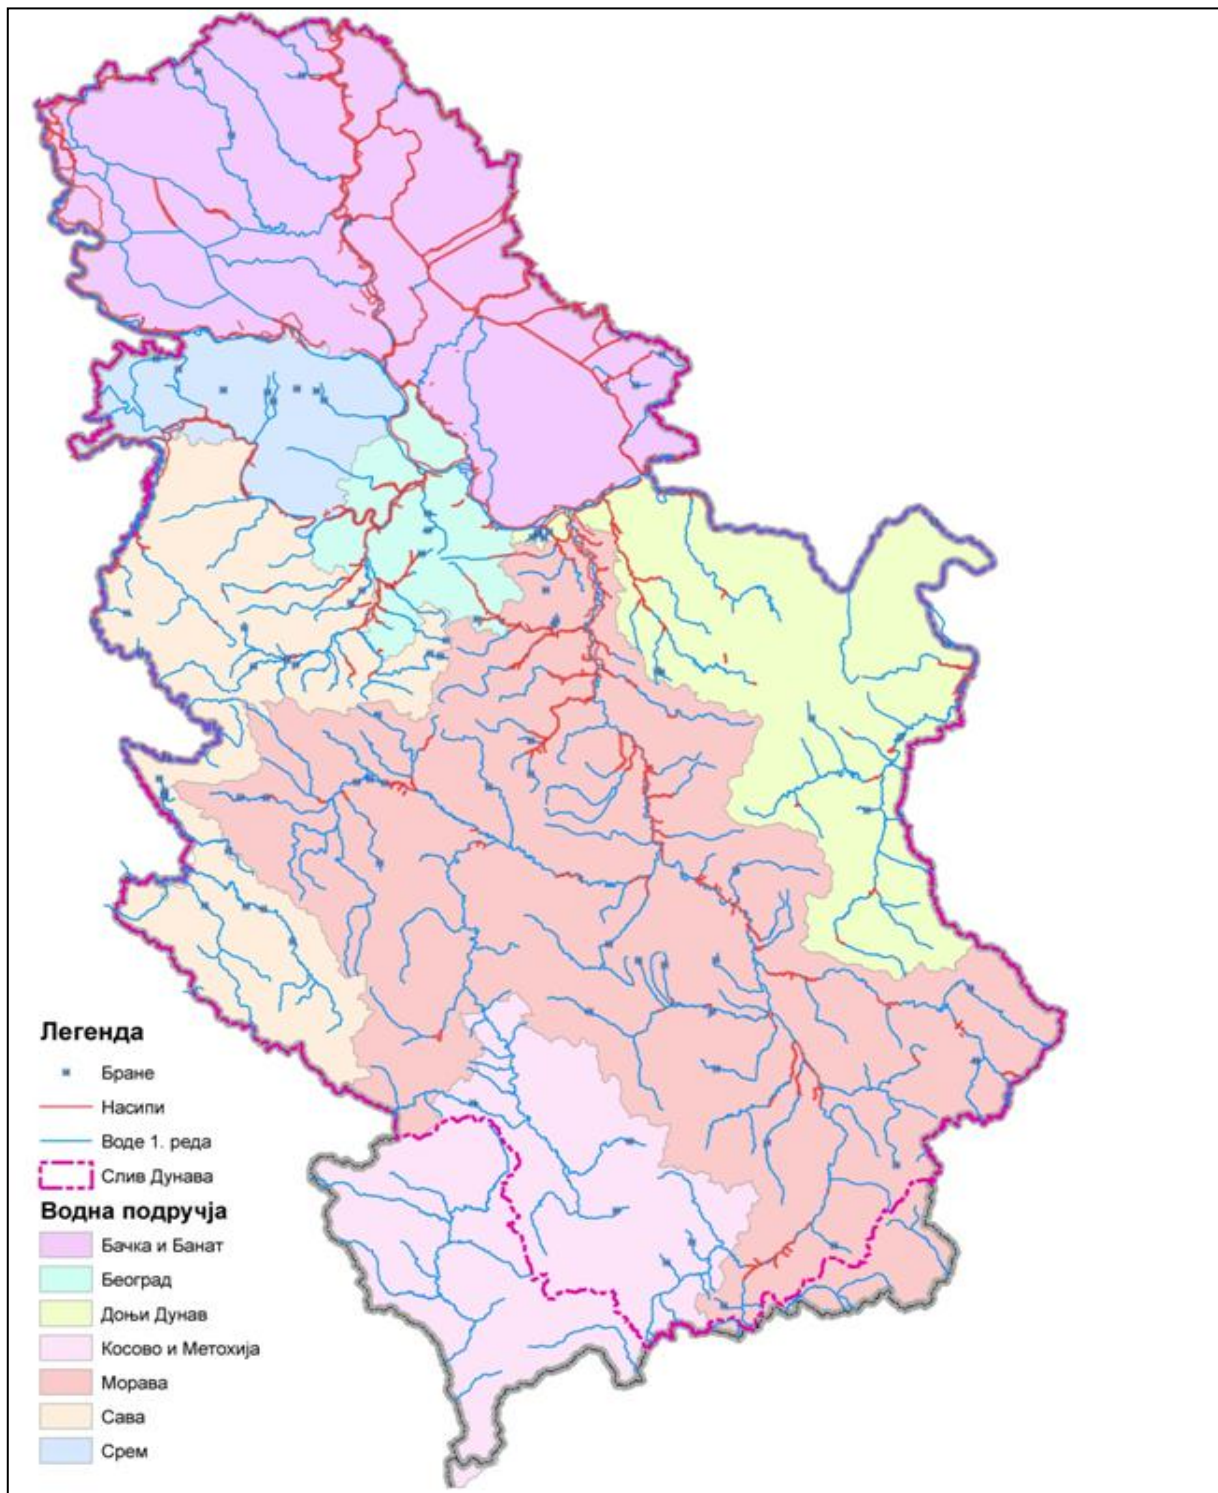 Легенда
Бране
Насипи
Воде 1. реда
Слив Дунава
Водна подручја
Бачка и Банат
Београд
Доњи Дунав
Косово и Метохија
Морава
Сава
Срем